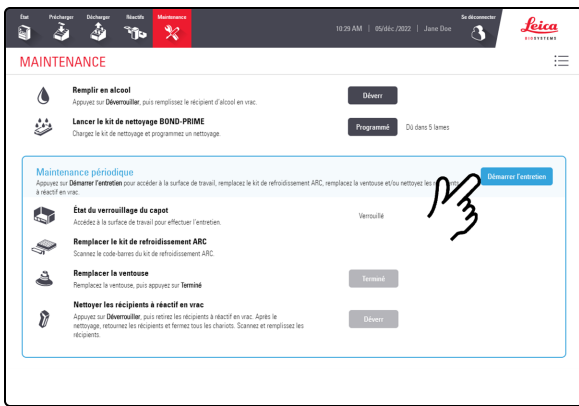 État Précharger Décharger Réactifs Maintenance Se déconnecter
10:29 AM | 05/déc./2022 | Jane Doe
Leica
BIOSYSTEMS
MAINTENANCE
Remplir en alcool
Appuyez sur Déverrouiller, puis remplissez le récipient d'alcool en vrac.
Déverr
Lancer le kit de nettoyage BOND-PRIME
Chargez le kit de nettoyage et programmez un nettoyage.
Programmé Dû dans 5 lames
Maintenance périodique
Appuyez sur Démarrer l'entretien pour accéder à la surface de travail, remplacez le kit de refroidissement ARC, remplacez la ventouse et/ou nettoyez les
à réactif en vrac.
Démarrer l'entretien
État du verrouillage du capot
Accédez à la surface de travail pour effectuer l'entretien.
Verrouillé
Remplacer le kit de refroidissement ARC
Scannez le code-barres du kit de refroidissement ARC.
Remplacer la ventouse
Remplacez la ventouse, puis appuyez sur Terminé
Terminé
Nettoyer les récipients à réactif en vrac
Appuyez sur Déverrouiller, puis retirez les récipients à réactif en vrac. Après le
nettoyage, retournez les récipients et fermez tous les chariots. Scannez et remplissez les
récipients.
Déverr